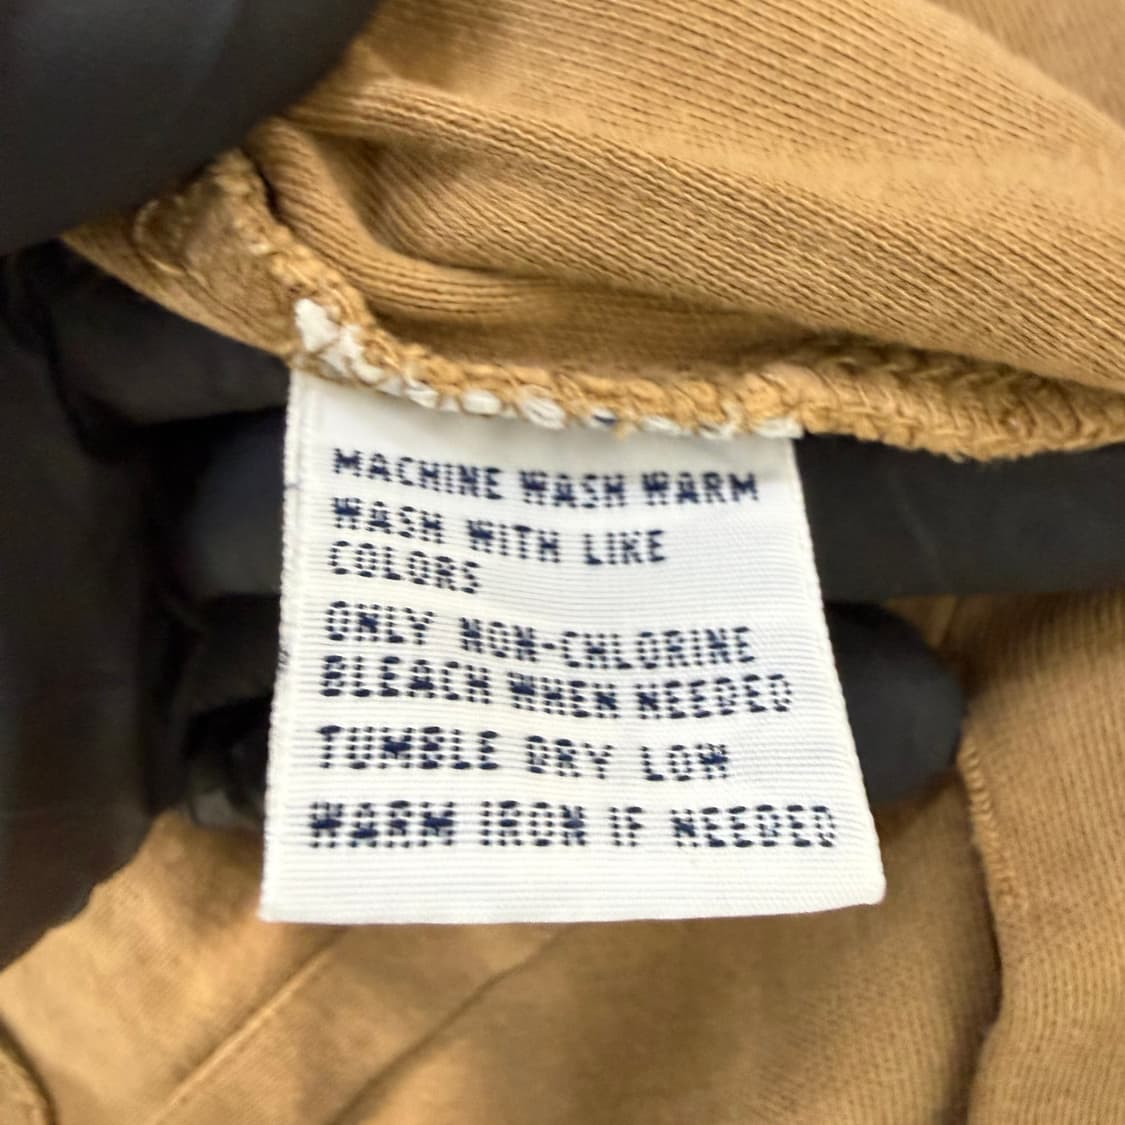 MACHINE WASH WARM
WASH WITH LIKE
COLORS
ONLY NON-CHLORINE
BLEACH WHEN NEEDED
TUMBLE DRY LOW
WARM IRON IF NEEDED